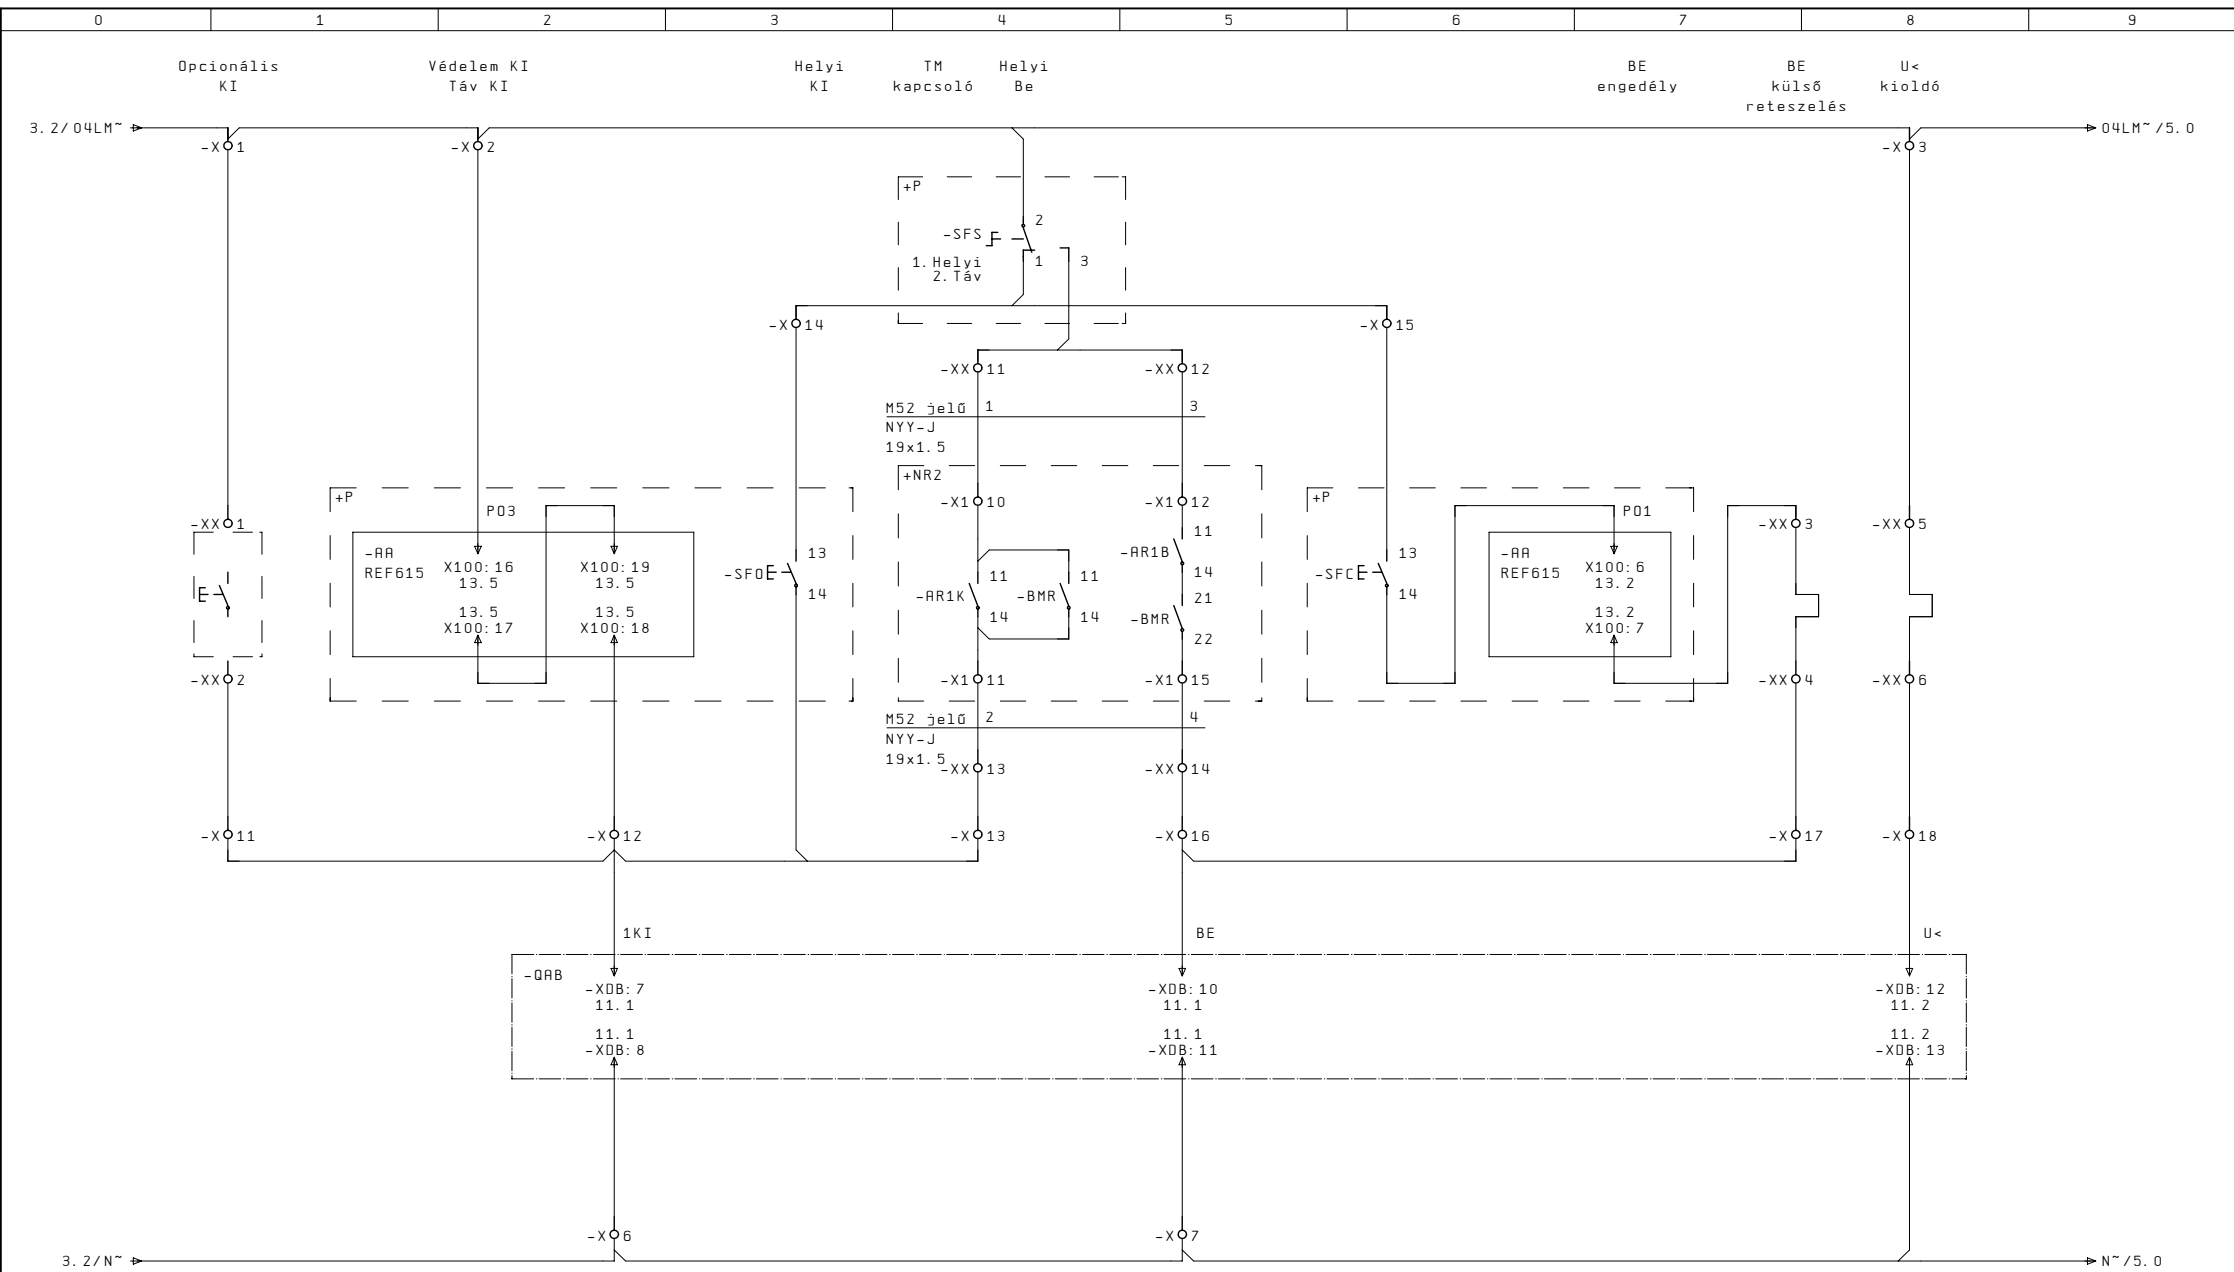 0 1 2 3 4 5 6 7 8 9
Opcionális Védelem KI Helyi TM Helyi BE BE U<
KI Táv KI KI kapcsoló Be engedély külső kioldó
reteszelés
3.2/04LM~ 04LM~/5.0
-X 1 -X 2 -X 3
+P
2
-SFS
1 3
1. Helyi
2. Táv
-X 14 -X 15
-XX 11 -XX 12
M52 jelű 1 3
NYY-J
19x1.5
+NR2
+P -X1 10 -X1 12 +P
PO3 PO1
-XX 1 -XX 3 -XX 5
11
-AR1B
14
-AA X100:16 X100:19 13 -AA X100:6
REF615 13.5 13.5 -SFO REF615 13.2
14
13
-SFC
14
11 11
-AR1K -BMR
14 14
21
-BMR
22
13.5 13.5 13.2
X100:17 X100:18 X100:7
-XX 2 -X1 11 -X1 15 -XX 4 -XX 6
M52 jelű 2 4
NYY-J
19x1.5
-XX 13 -XX 14
-X 11 -X 12 -X 13 -X 16 -X 17 -X 18
1KI BE U<
-QAB
-XDB:7 -XDB:10 -XDB:12
11.1 11.1 11.2
11.1 11.1 11.2
-XDB:8 -XDB:11 -XDB:13
-X 6 -X 7
3.2/N~ N~/5.0